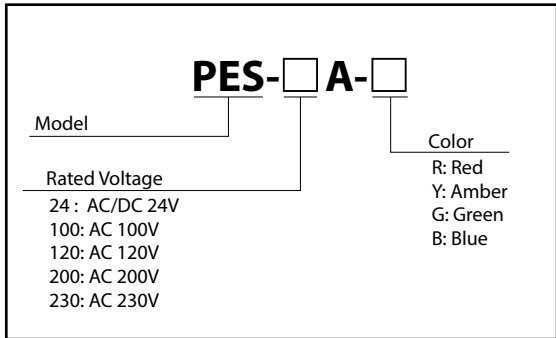 PES-□ A-□
Model
Rated Voltage
24 : AC/DC 24V
100: AC 100V
120: AC 120V
200: AC 200V
230: AC 230V
Color
R: Red
Y: Amber
G: Green
B: Blue